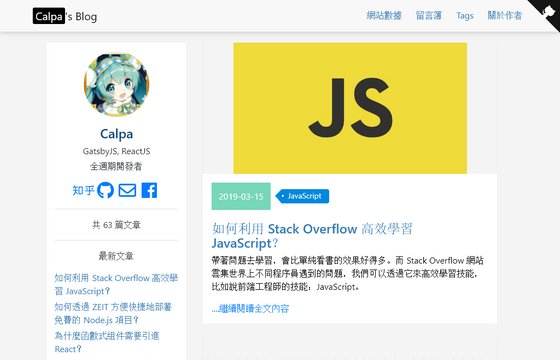 Calpa's Blog
網站數據 留言簿 Tags 關於作者
Calpa
GatsbyJS, ReactJS
全週期開發者
知乎
共 63 篇文章
最新文章
如何利用 Stack Overflow 高效學
習 JavaScript?
如何透過 ZEIT 方便快捷地部署
免費的 Node.js 項目?
為什麼函數式組件需要引進
React?
JS
2019-03-15
JavaScript
如何利用 Stack Overflow 高效學習
JavaScript?
帶著問題去學習，會比單純看書的效果好得多。而 Stack Overflow 網站
雲集世界上不同程序員遇到的問題，我們可以透過它來高效學習技能，
比如說前端工程師的技能：JavaScript。
....繼續閱讀全文內容